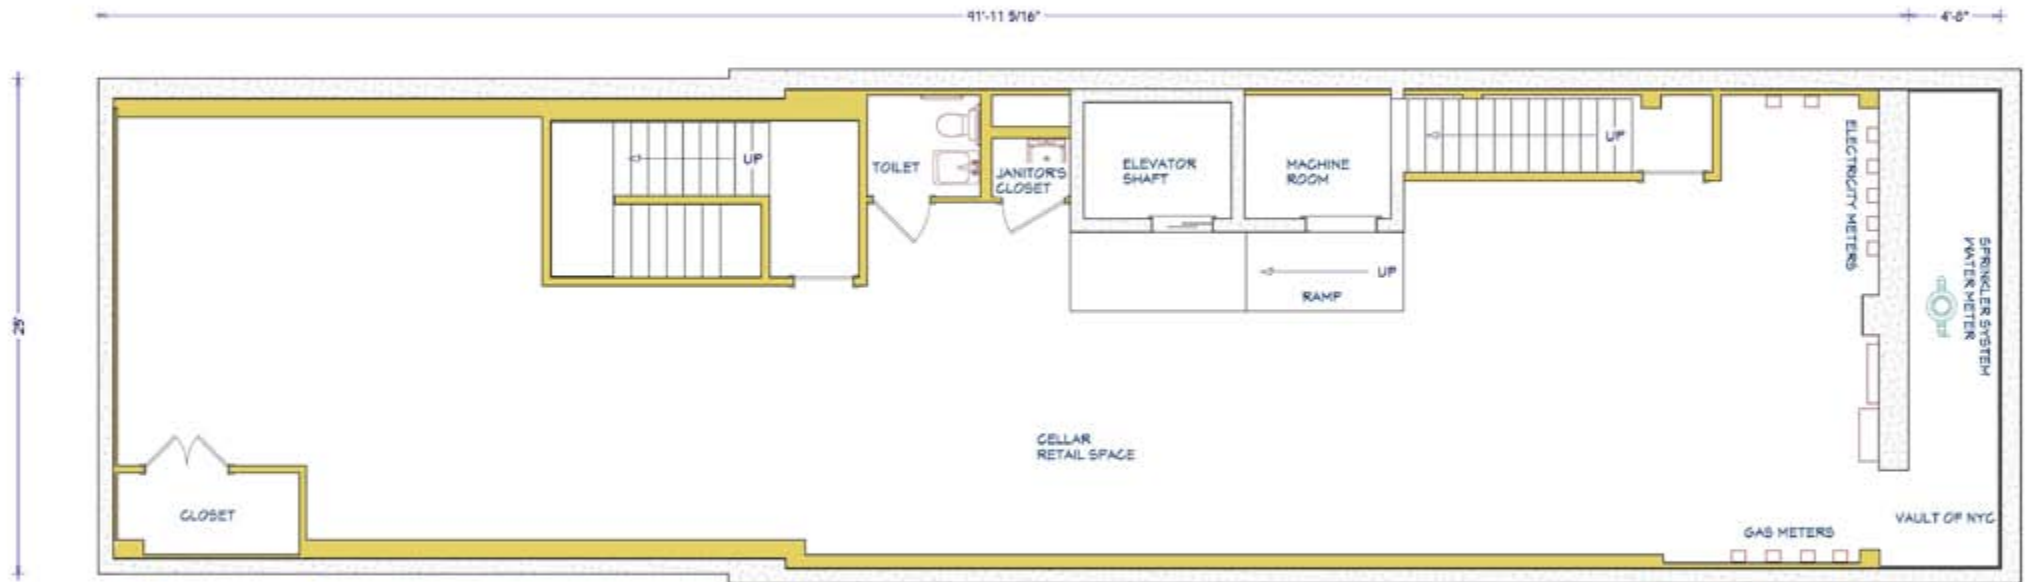 91'-11 5/16"
4'-8"
25'
UP
TOILET
JANITOR'S
CLOSET
ELEVATOR
SHAFT
MACHINE
ROOM
UP
ELECTRICITY METERS
UP
RAMP
SPRINKLER SYSTEM
WATER METER
CELLAR
RETAIL SPACE
CLOSET
VAULT OF NYC
GAS METERS